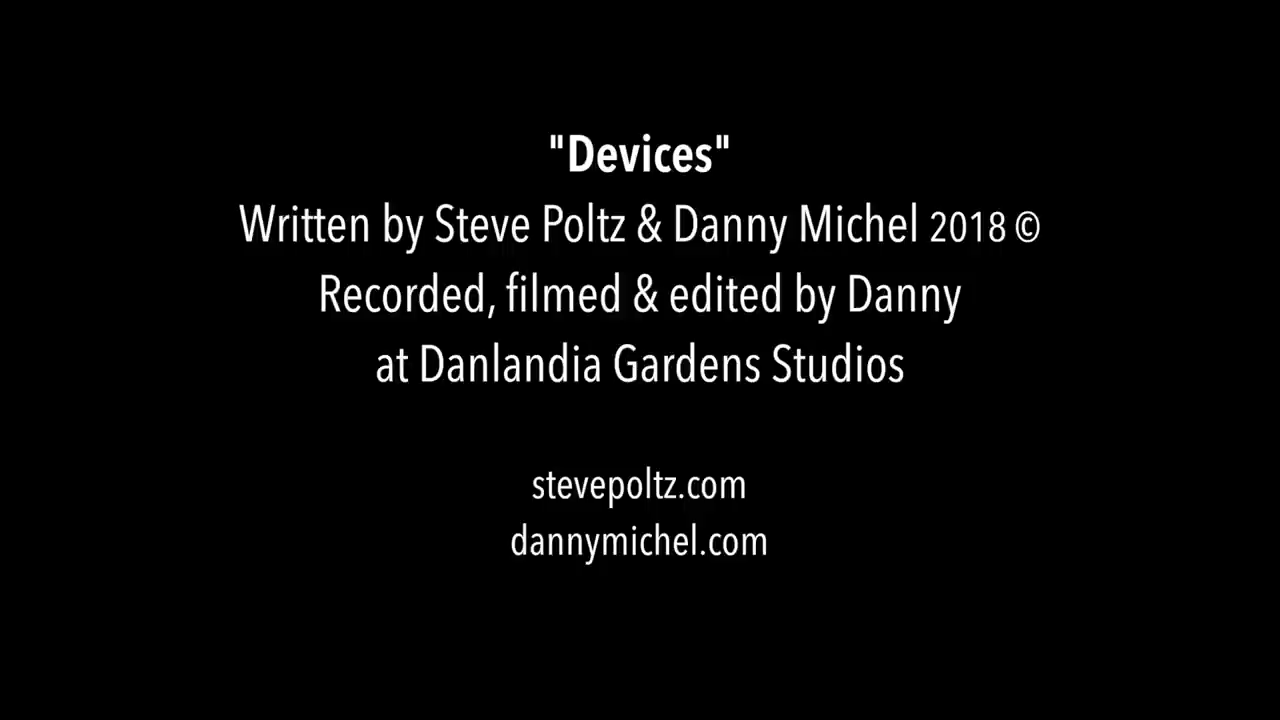 "Devices"
Written by Steve Poltz & Danny Michel 2018 ©
Recorded, filmed & edited by Danny
at Danlandia Gardens Studios
stevepoltz.com
dannymichel.com